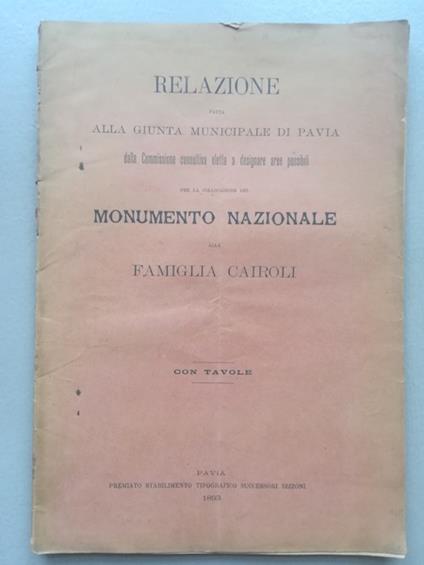 RELAZIONE
FATTA
ALLA GIUNTA MUNICIPALE DI PAVIA
dalla Commissione consultiva eletta a designare aree possibili
PER LA COLLOCAZIONE DEL
MONUMENTO NAZIONALE
ALLA
FAMIGLIA CAIROLI
CON TAVOLE
PAVIA
PREMIATO STABILIMENTO TIPOGRAFICO SUCCESSORI BIZZONI
1893